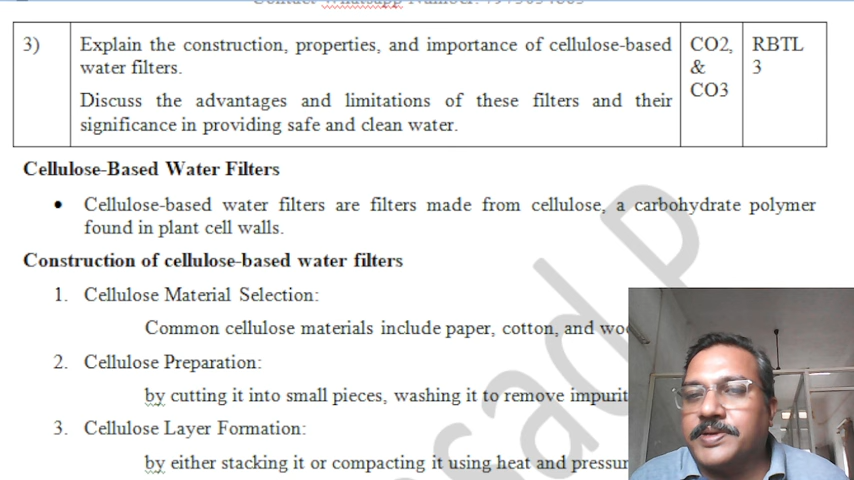 3) Explain the construction, properties, and importance of cellulose-based CO2, RBTL
water filters. & 3
Discuss the advantages and limitations of these filters and their CO3
significance in providing safe and clean water.
Cellulose-Based Water Filters
• Cellulose-based water filters are filters made from cellulose, a carbohydrate polymer
found in plant cell walls.
Construction of cellulose-based water filters
1. Cellulose Material Selection:
Common cellulose materials include paper, cotton, and
2. Cellulose Preparation:
by cutting it into small pieces, washing it to remove
3. Cellulose Layer Formation:
by either stacking it or compacting it using heat and